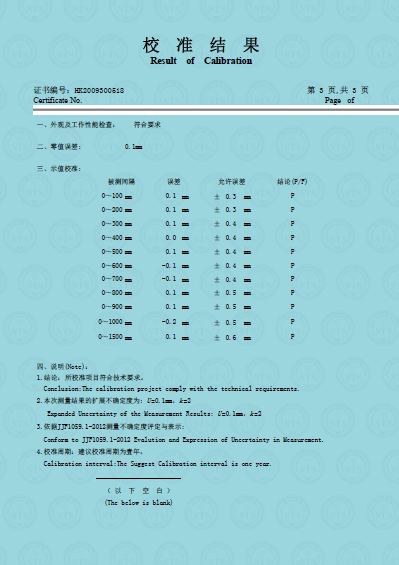 校 准 结 果
Result of Calibration
证书编号: HK2009300518 第 3 页,共 3 页
Certificate No. Page of
一、外观及工作性能检查: 符合要求
二、零值误差: 0.1mm
三、示值校准:
被测间隔 误差 允许误差 结论(P/F)
0~100 mm 0.1 mm ± 0.3 mm P
0~200 mm 0.1 mm ± 0.3 mm P
0~300 mm 0.1 mm ± 0.4 mm P
0~400 mm 0.0 mm ± 0.4 mm P
0~500 mm 0.1 mm ± 0.4 mm P
0~600 mm -0.1 mm ± 0.4 mm P
0~700 mm -0.1 mm ± 0.4 mm P
0~800 mm 0.1 mm ± 0.5 mm P
0~900 mm 0.1 mm ± 0.5 mm P
0~1000 mm -0.2 mm ± 0.5 mm P
0~1500 mm 0.1 mm ± 0.6 mm P
四、说明(Note):
1.结论: 所校准项目符合技术要求。
Conclusion:The calibration project comply with the technical requirements.
2.本次测量结果的扩展不确定度为: U=0.1mm, k=2
Expanded Uncertainty of the Measurement Results: U=0.1mm, k=2
3.依据JJF1059.1-2012测量不确定度评定与表示:
Conform to JJF1059.1-2012 Evalution and Expression of Uncertainty in Measurement.
4.校准周期: 建议校准周期为壹年。
Calibration interval:The Suggest Calibration interval is one year.
( 以 下 空 白 )
(The below is blank)